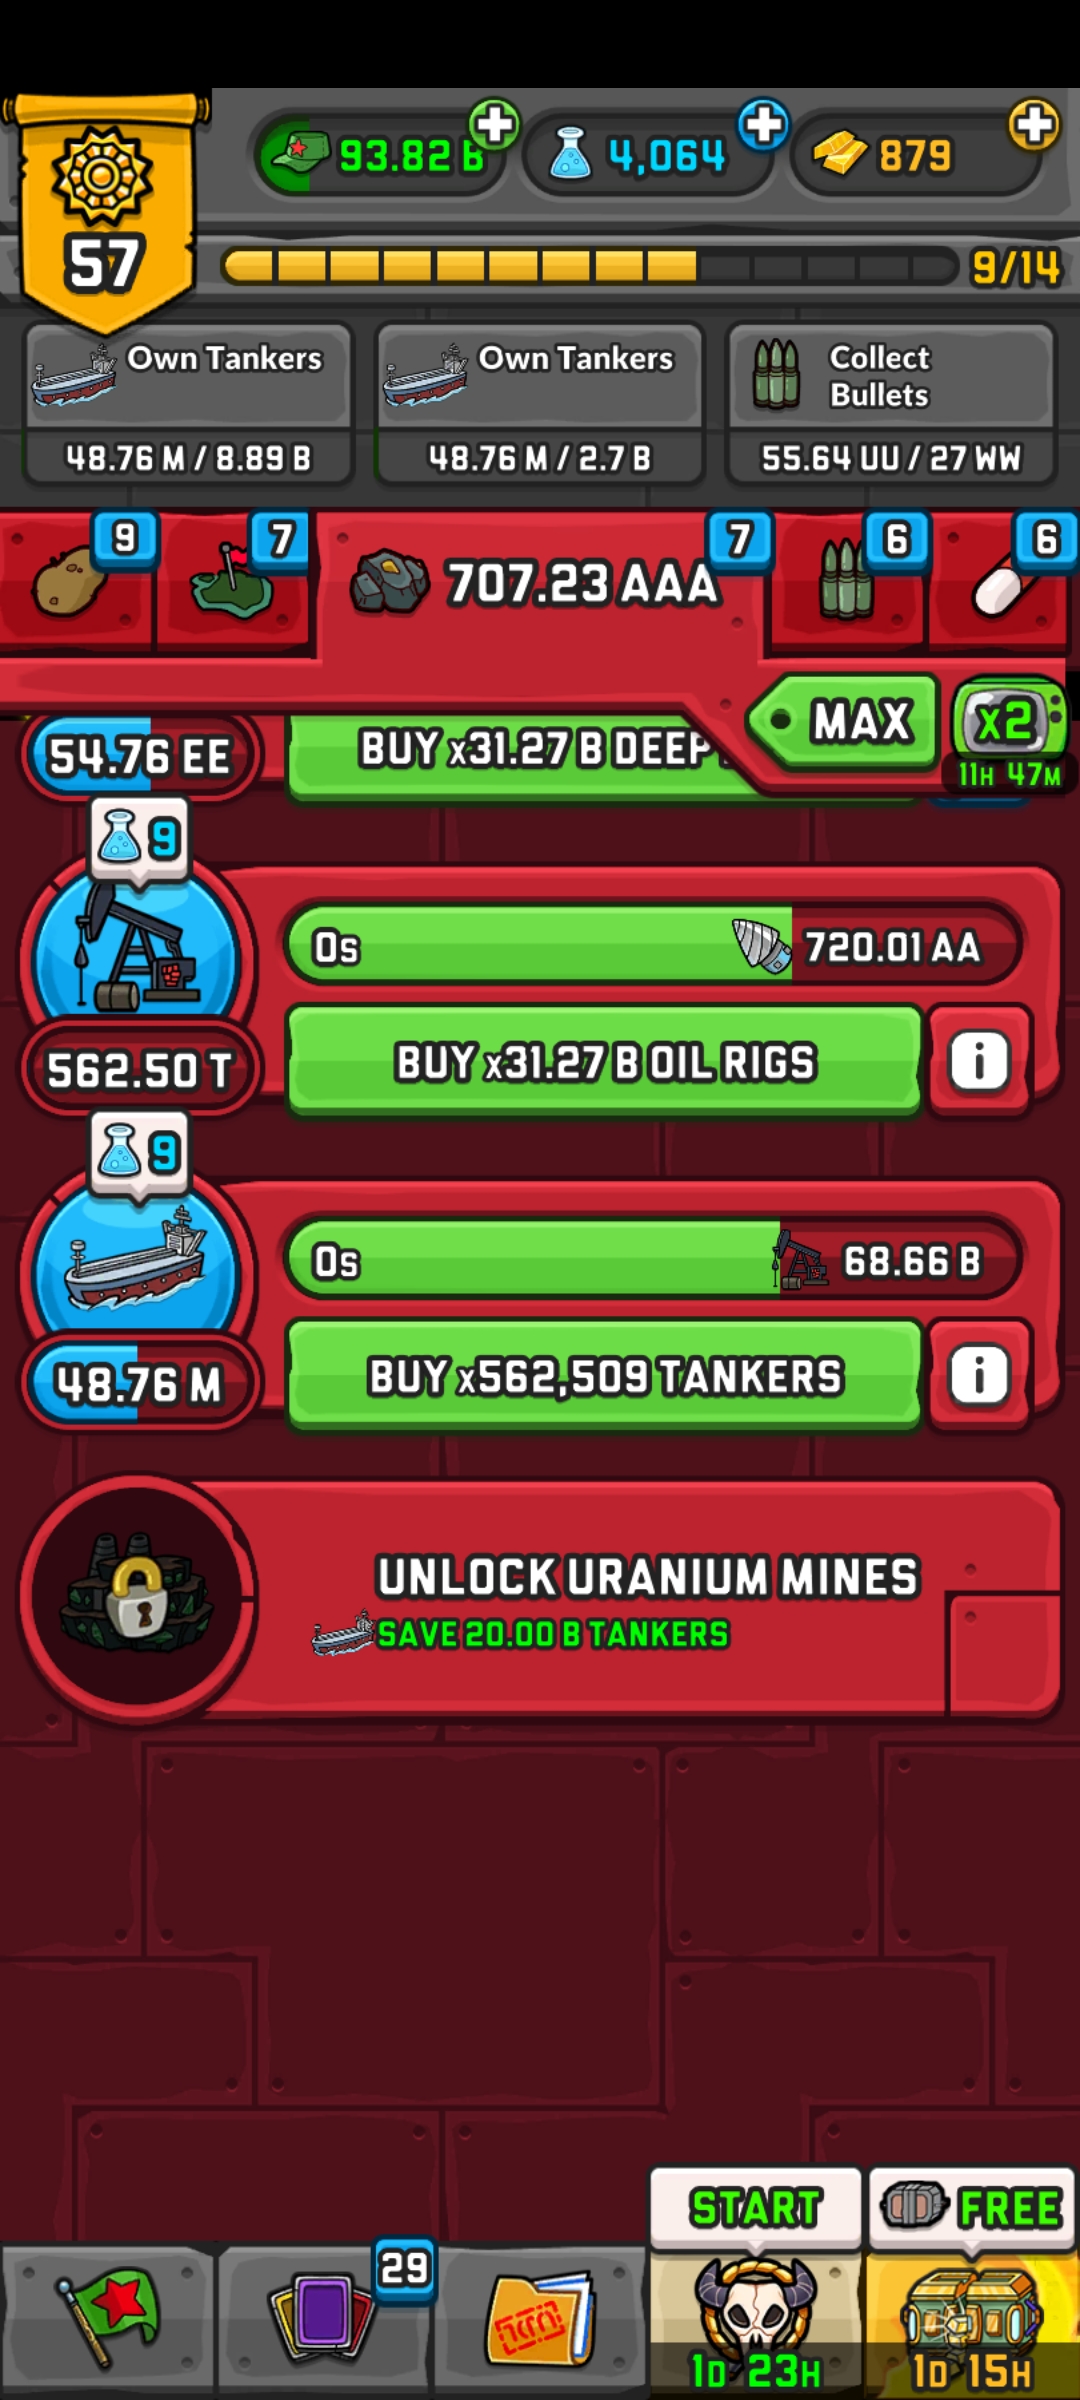 93.82 B
4,064
879
57
9/14
Own Tankers
48.76 M / 8.89 B
Own Tankers
48.76 M / 2.7 B
Collect
Bullets
55.64 UU / 27 WW
9
7
707.23 AAA
7
6
6
MAX
x2
11H 47M
54.76 EE
BUY x31.27 B DEEP
9
0s
720.01 AA
562.50 T
BUY x31.27 B OIL RIGS
i
9
0s
68.66 B
48.76 M
BUY x562,509 TANKERS
i
UNLOCK URANIUM MINES
SAVE 20.00 B TANKERS
START
FREE
29
1D 23H
1D 15H